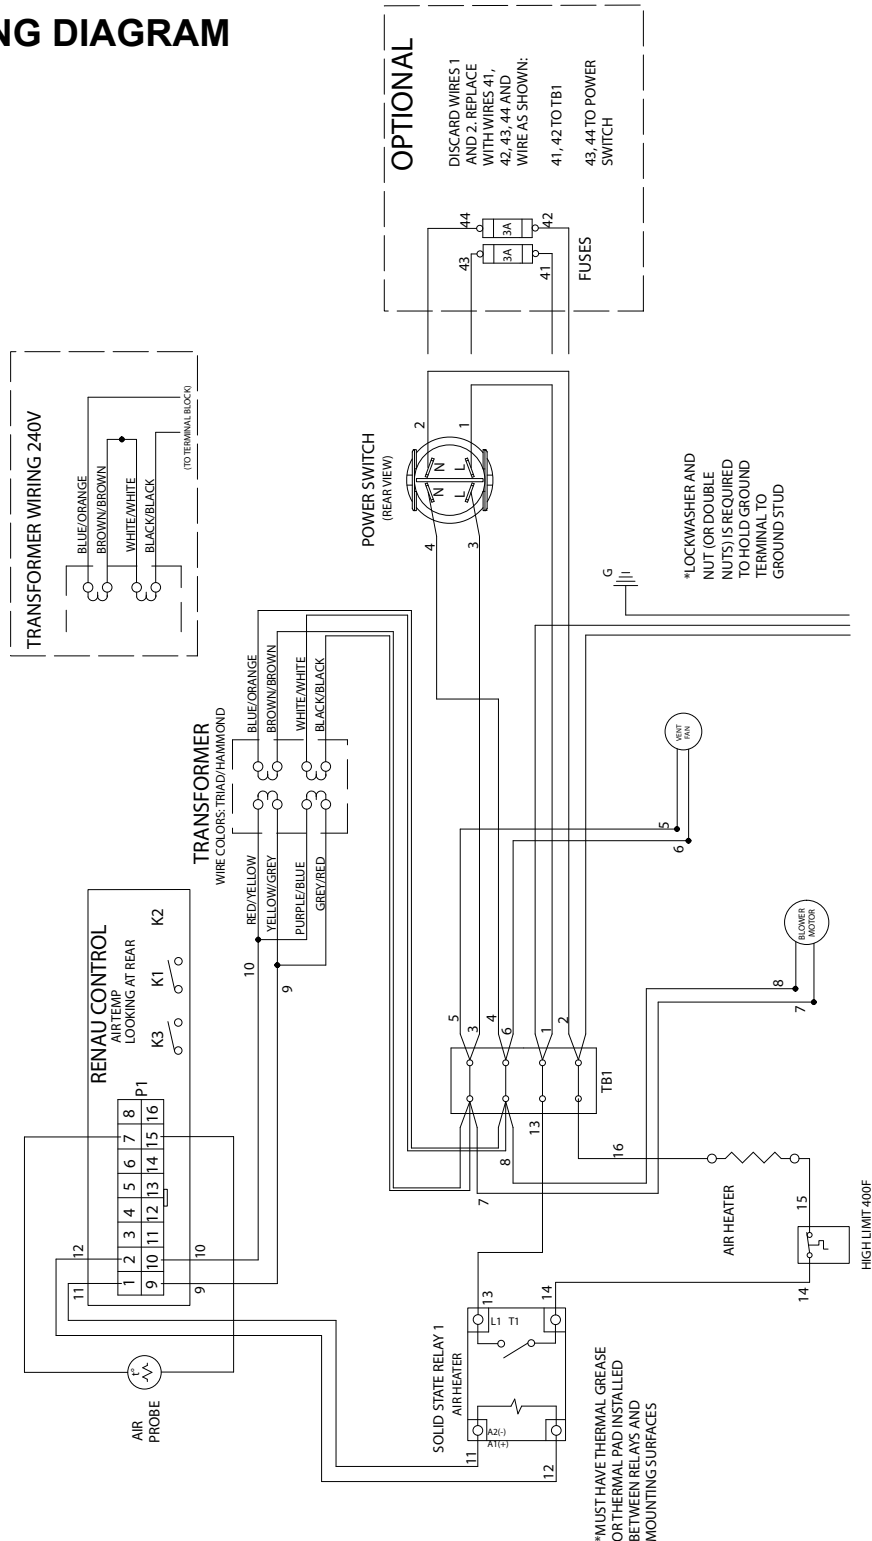 NG DIAGRAM
OPTIONAL
DISCARD WIRES 1
AND 2. REPLACE
WITH WIRES 41,
42, 43, 44 AND
WIRE AS SHOWN:
41, 42 TO TB1
43, 44 TO POWER
SWITCH
44
42
3A
43
41
3A
FUSES
TRANSFORMER WIRING 240V
BLUE/ORANGE
BROWN/BROWN
WHITE/WHITE
BLACK/BLACK
(TO TERMINAL BLOCK)
POWER SWITCH
(REAR VIEW)
2
1
N
N
L
L
4
3
G
*LOCKWASHER AND
NUT (OR DOUBLE
NUTS) IS REQUIRED
TO HOLD GROUND
TERMINAL TO
GROUND STUD
TRANSFORMER
WIRE COLORS: TRIAD/HAMMOND
BLUE/ORANGE
BROWN/BROWN
WHITE/WHITE
BLACK/BLACK
RED/YELLOW
YELLOW/GREY
PURPLE/BLUE
GREY/RED
10
9
VENT
FAN
5
6
BLOWER
MOTOR
8
7
RENAU CONTROL
AIR TEMP
LOOKING AT REAR
K3
K1
K2
P1
1 2 3 4 5 6 7 8
9 10 11 12 13 14 15 16
11
12
9
10
AIR
PROBE
t°
5
3
4
6
1
2
TB1
7
8
13
16
AIR HEATER
15
HIGH LIMIT 400F
14
SOLID STATE RELAY 1
AIR HEATER
13
14
L1 T1
A2(-)
A1(+)
11
12
*MUST HAVE THERMAL GREASE
OR THERMAL PAD INSTALLED
BETWEEN RELAYS AND
MOUNTING SURFACES